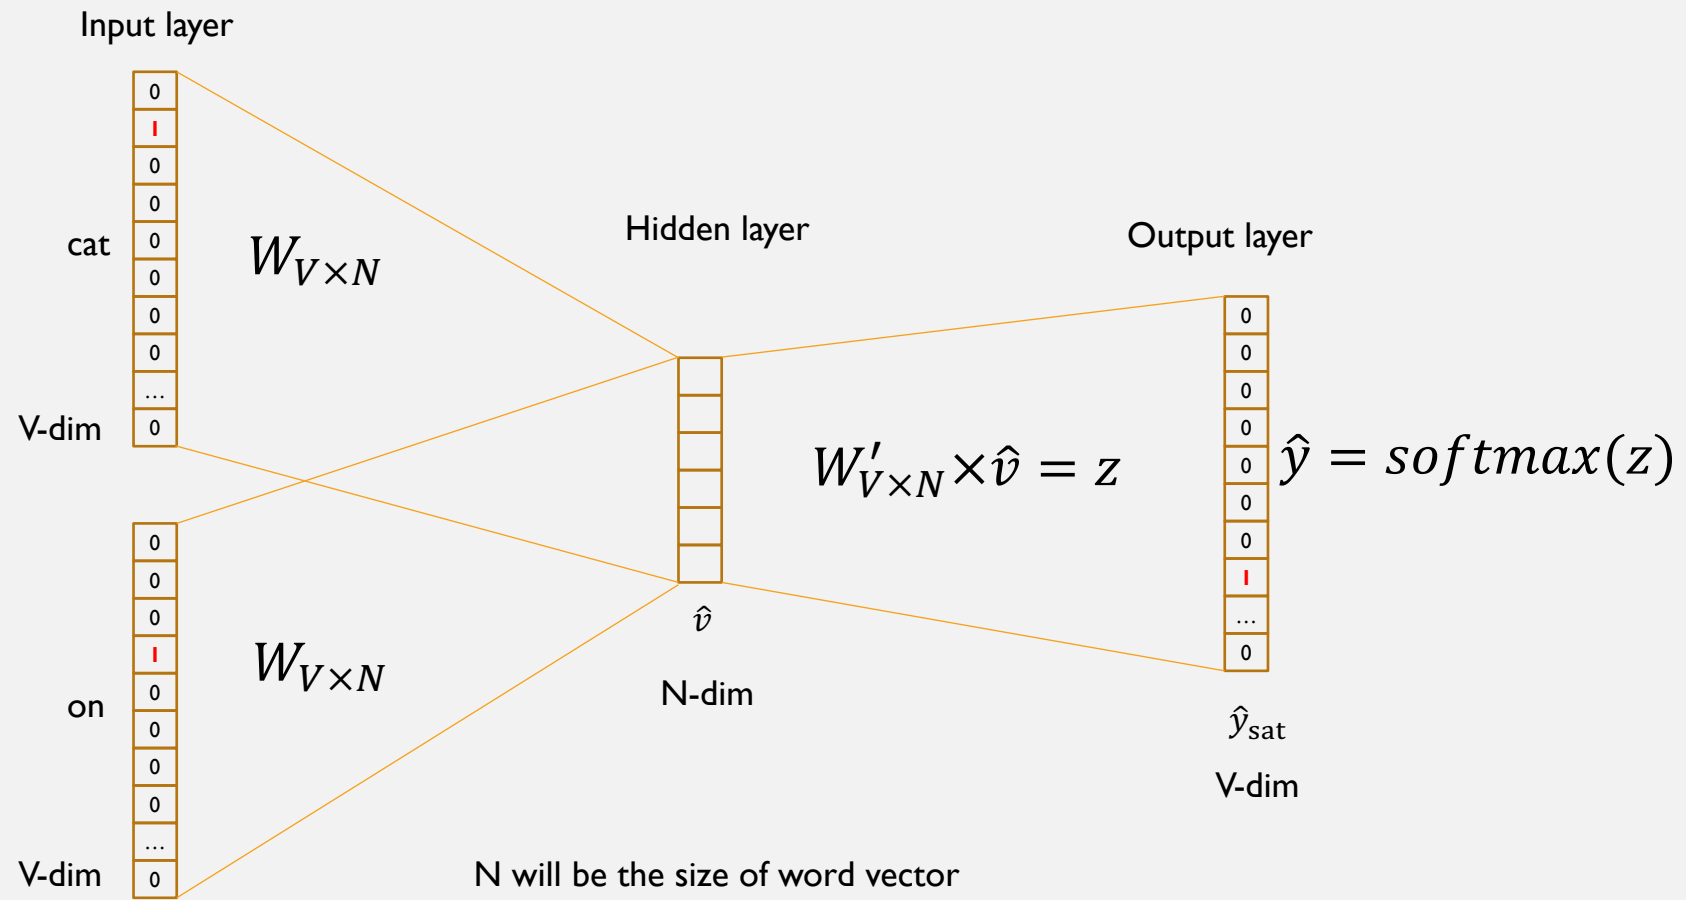 Input layer
0
1
0
0
0
0
0
0
...
0
cat
V-dim
W_{V×N}
0
0
0
1
0
0
0
0
...
0
on
V-dim
W_{V×N}
Hidden layer
v̂
N-dim
W′_{V×N}×v̂ = z
Output layer
0
0
0
0
0
0
0
1
...
0
ŷ = softmax(z)
ŷ_sat
V-dim
N will be the size of word vector